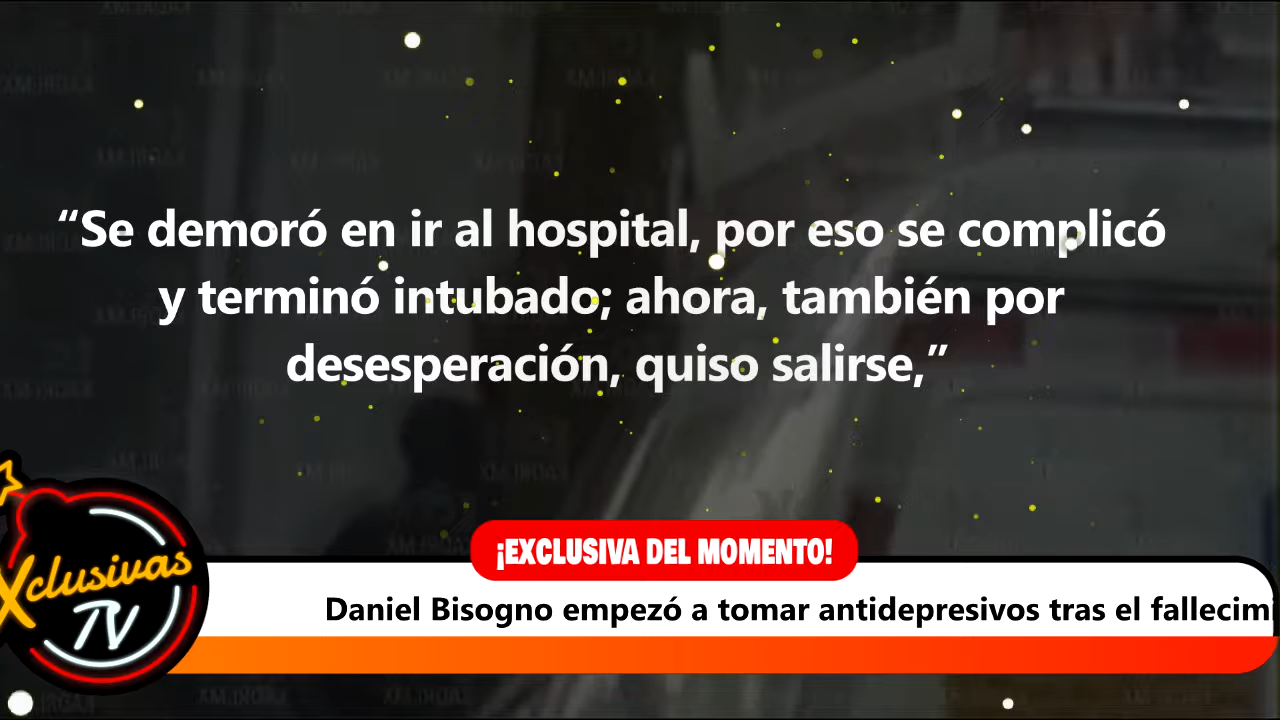 “Se demoró en ir al hospital, por eso se complicó
y terminó intubado; ahora, también por
desesperación, quiso salirse,”
¡EXCLUSIVA DEL MOMENTO!
Xclusivas
TV
Daniel Bisogno empezó a tomar antidepresivos tras el fallecim